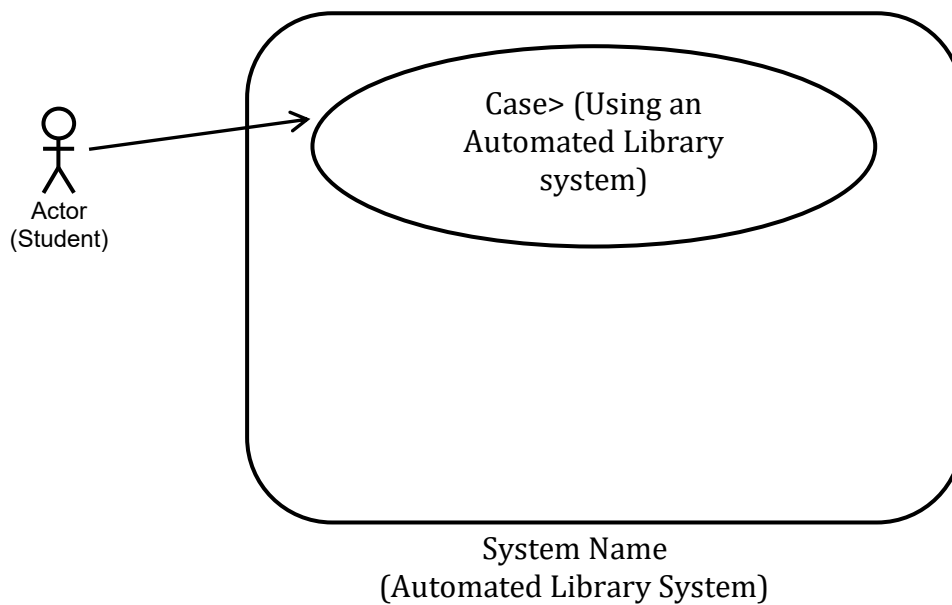 Case> (Using an
Automated Library
system)
Actor
(Student)
System Name
(Automated Library System)